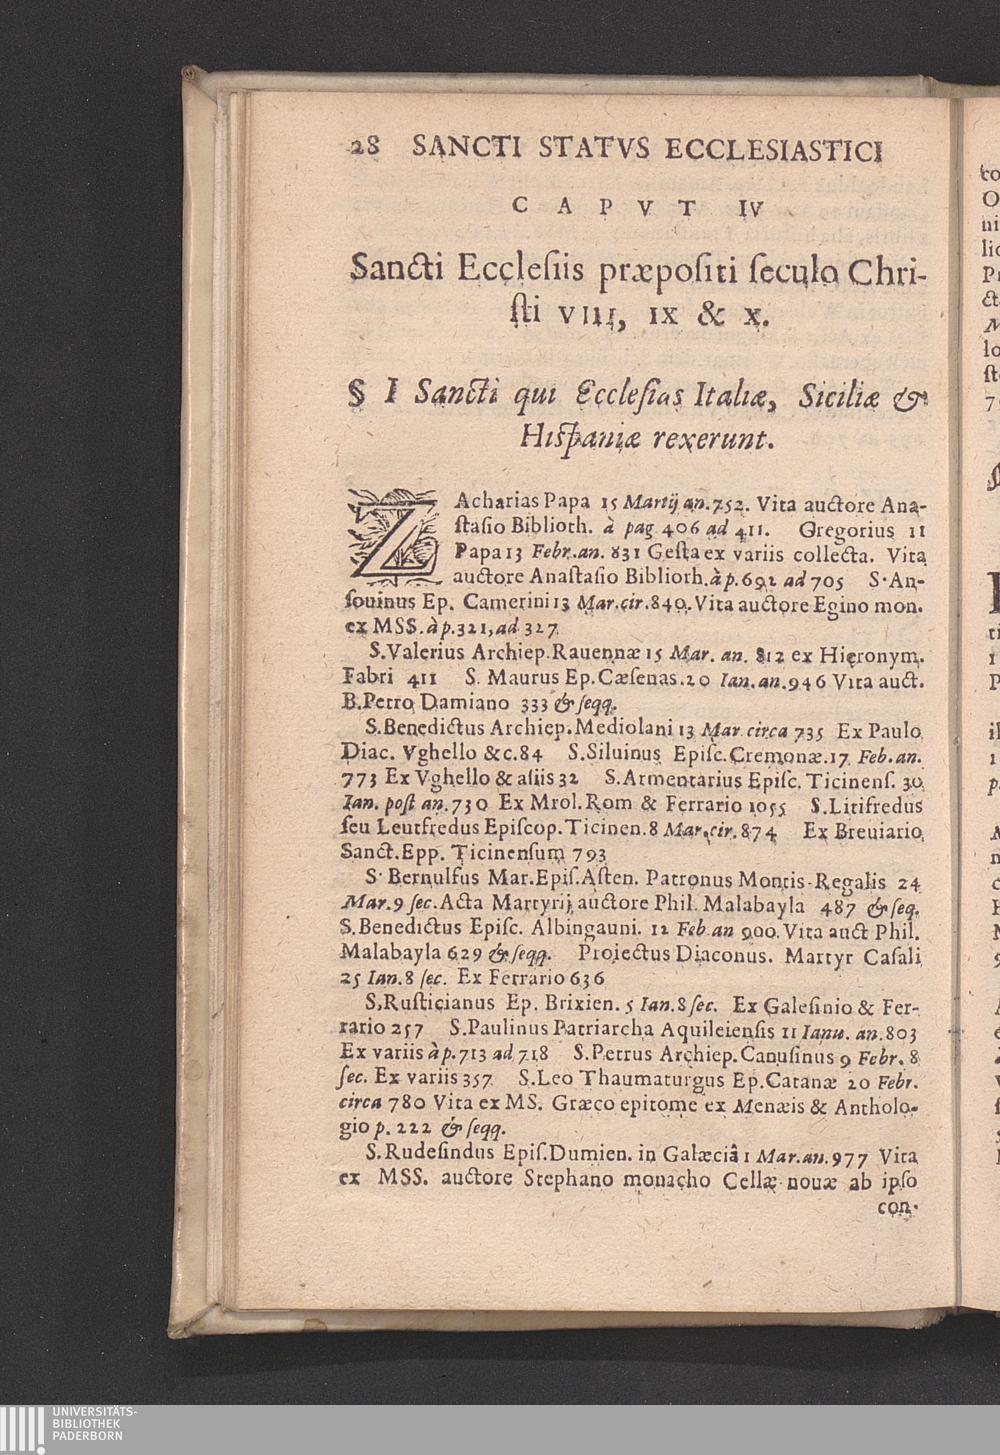 28 SANCTI STATVS ECCLESIASTICI
CAPVT IV
Sancti Ecclesiis præpositi seculo Chri-
sti VIII, IX & X.
§ I Sancti qui Ecclesias Italiæ, Siciliæ &
Hispaniæ rexerunt.
ZAcharias Papa 15 Martij an. 752. Vita auctore Ana-
stasio Biblioth. à pag 406 ad 411. Gregorius 11
Papa 13 Febr. an. 831 Gesta ex variis collecta. Vita
auctore Anastasio Biblioth. à p. 692 ad 705 S. An-
souinus Ep. Camerini 13 Mar. cir. 840. Vita auctore Egino mon.
ex MSS. à p. 321, ad 327
S. Valerius Archiep. Rauennæ 15 Mar. an. 812 ex Hieronym.
Fabri 411 S. Maurus Ep. Cæsenas. 20 Ian. an. 946 Vita auct.
B. Petro Damiano 333 & seqq.
S. Benedictus Archiep. Mediolani 13 Mar circa 735 Ex Paulo
Diac. Vghello &c. 84 S. Siluinus Episc. Cremonæ. 17 Feb. an.
773 Ex Vghello & aliis 32 S. Armentarius Episc. Ticinens. 30
Ian. post an. 730 Ex Mrol. Rom & Ferrario 1055 S. Litifredus
seu Leutfredus Episcop. Ticinen. 8 Mar. cir. 874 Ex Breuiario
Sanct. Epp. Ticinensum 793
S. Bernulfus Mar. Epis. Asten. Patronus Montis-Regalis 24
Mar. 9 sec. Acta Martyrij auctore Phil. Malabayla 487 & seq.
S. Benedictus Episc. Albingauni. 12 Feb. an 900. Vita auct Phil.
Malabayla 629 & seqq. Proiectus Diaconus. Martyr Casali
25 Ian. 8 sec. Ex Ferrario 636
S. Rusticianus Ep. Brixien. 5 Ian. 8 sec. Ex Galesinio & Fer-
rario 257 S. Paulinus Patriarcha Aquileiensis 11 Ianu. an. 803
Ex variis à p. 713 ad 718 S. Petrus Archiep. Canusinus 9 Febr. 8
sec. Ex variis 357 S. Leo Thaumaturgus Ep. Catanæ 20 Febr.
circa 780 Vita ex MS. Græco epitome ex Menæis & Antholo-
gio p. 222 & seqq.
S. Rudesindus Epis. Dumien. in Galæciâ 1 Mar. an. 977 Vita
ex MSS. auctore Stephano monacho Cellæ nouæ ab ipso
con-
UNIVERSITÄTS-
BIBLIOTHEK
PADERBORN